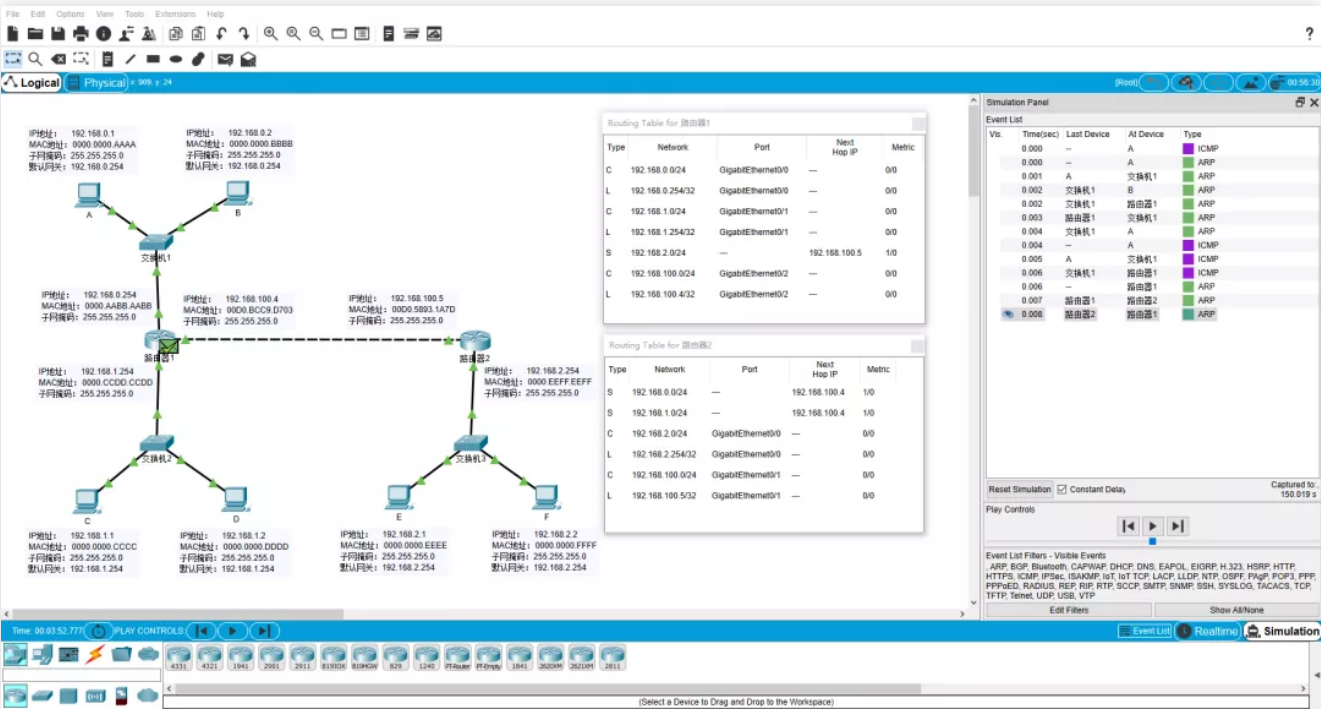 File Edit Options View Tools Extensions Help
?
Logical Physical x: 909, y: 24 [Root] 00:56:30
IP地址： 192.168.0.1
MAC地址： 0000.0000.AAAA
子网掩码： 255.255.255.0
默认网关： 192.168.0.254
IP地址： 192.168.0.2
MAC地址： 0000.0000.BBBB
子网掩码： 255.255.255.0
默认网关： 192.168.0.254
A
B
交换机1
IP地址： 192.168.0.254
MAC地址： 0000.AABB.AABB
子网掩码： 255.255.255.0
IP地址： 192.168.100.4
MAC地址： 00D0.BCC9.D703
子网掩码： 255.255.255.0
IP地址： 192.168.100.5
MAC地址： 00D0.5893.1A7D
子网掩码： 255.255.255.0
路由器1
路由器2
IP地址： 192.168.1.254
MAC地址： 0000.CCDD.CCDD
子网掩码： 255.255.255.0
IP地址： 192.168.2.254
MAC地址： 0000.EEFF.EEFF
子网掩码： 255.255.255.0
交换机2
交换机3
C
D
E
F
IP地址： 192.168.1.1
MAC地址： 0000.0000.CCCC
子网掩码： 255.255.255.0
默认网关： 192.168.1.254
IP地址： 192.168.1.2
MAC地址： 0000.0000.DDDD
子网掩码： 255.255.255.0
默认网关： 192.168.1.254
IP地址： 192.168.2.1
MAC地址： 0000.0000.EEEE
子网掩码： 255.255.255.0
默认网关： 192.168.2.254
IP地址： 192.168.2.2
MAC地址： 0000.0000.FFFF
子网掩码： 255.255.255.0
默认网关： 192.168.2.254
Routing Table for 路由器1
Type Network Port Next Hop IP Metric
C 192.168.0.0/24 GigabitEthernet0/0 --- 0/0
L 192.168.0.254/32 GigabitEthernet0/0 --- 0/0
C 192.168.1.0/24 GigabitEthernet0/1 --- 0/0
L 192.168.1.254/32 GigabitEthernet0/1 --- 0/0
S 192.168.2.0/24 --- 192.168.100.5 1/0
C 192.168.100.0/24 GigabitEthernet0/2 --- 0/0
L 192.168.100.4/32 GigabitEthernet0/2 --- 0/0
Routing Table for 路由器2
Type Network Port Next Hop IP Metric
S 192.168.0.0/24 --- 192.168.100.4 1/0
S 192.168.1.0/24 --- 192.168.100.4 1/0
C 192.168.2.0/24 GigabitEthernet0/0 --- 0/0
L 192.168.2.254/32 GigabitEthernet0/0 --- 0/0
C 192.168.100.0/24 GigabitEthernet0/1 --- 0/0
L 192.168.100.5/32 GigabitEthernet0/1 --- 0/0
Simulation Panel
Event List
Vis. Time(sec) Last Device At Device Type
0.000 -- A ICMP
0.000 -- A ARP
0.001 A 交换机1 ARP
0.002 交换机1 B ARP
0.002 交换机1 路由器1 ARP
0.003 路由器1 交换机1 ARP
0.004 交换机1 A ARP
0.004 -- A ICMP
0.005 A 交换机1 ICMP
0.006 交换机1 路由器1 ICMP
0.006 -- 路由器1 ARP
0.007 路由器1 路由器2 ARP
0.008 路由器2 路由器1 ARP
Reset Simulation Constant Delay
Captured to:
150.019 s
Play Controls
Event List Filters - Visible Events
, ARP, BGP, Bluetooth, CAPWAP, DHCP, DNS, EAPOL, EIGRP, H.323, HSRP, HTTP,
HTTPS, ICMP, IPSec, ISAKMP, IoT, IoT TCP, LACP, LLDP, NTP, OSPF, PAgP, POP3, PPP,
PPPoED, RADIUS, REP, RIP, RTP, SCCP, SMTP, SNMP, SSH, SYSLOG, TACACS, TCP,
TFTP, Telnet, UDP, USB, VTP
Edit Filters Show All/None
Time: 00:03:52.777 PLAY CONTROLS: Event List Realtime Simulation
4331 4321 1941 2901 2911 819IOX 819HGW 829 1240 PT-Router PT-Empty 1841 2620XM 2621XM 2811
(Select a Device to Drag and Drop to the Workspace)